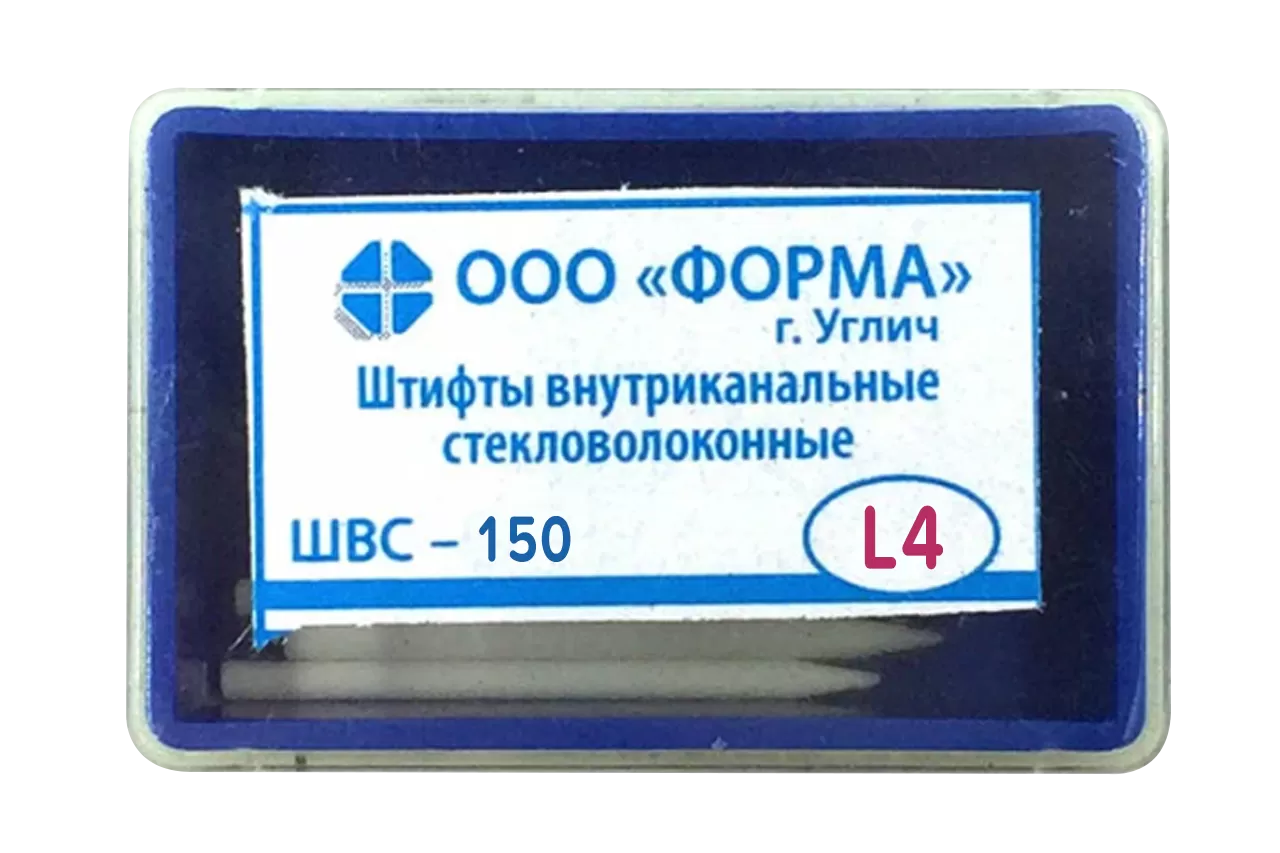 ООО «ФОРМА»
г. Углич
Штифты внутриканальные
стекловолоконные
ШВС – 150
L4